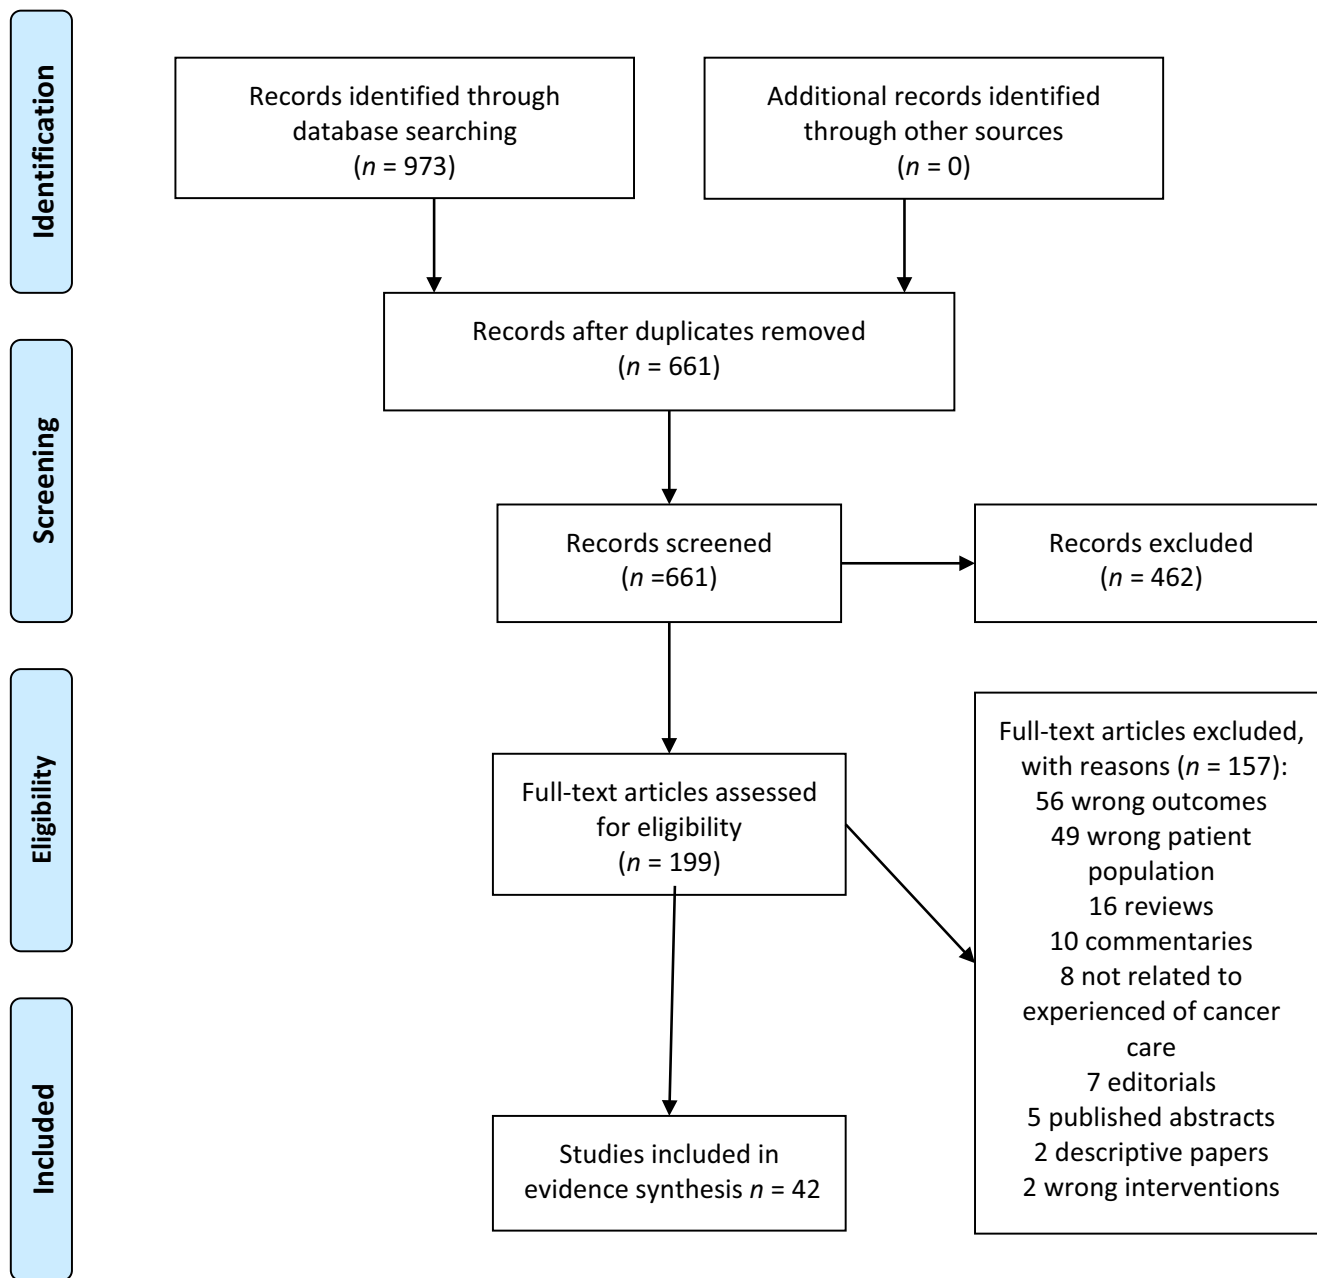 Identification
Records identified through
database searching
(n = 973)
Additional records identified
through other sources
(n = 0)
Records after duplicates removed
(n = 661)
Screening
Records screened
(n =661)
Records excluded
(n = 462)
Eligibility
Full-text articles assessed
for eligibility
(n = 199)
Full-text articles excluded,
with reasons (n = 157):
56 wrong outcomes
49 wrong patient
population
16 reviews
10 commentaries
8 not related to
experienced of cancer
care
7 editorials
5 published abstracts
2 descriptive papers
2 wrong interventions
Included
Studies included in
evidence synthesis n = 42